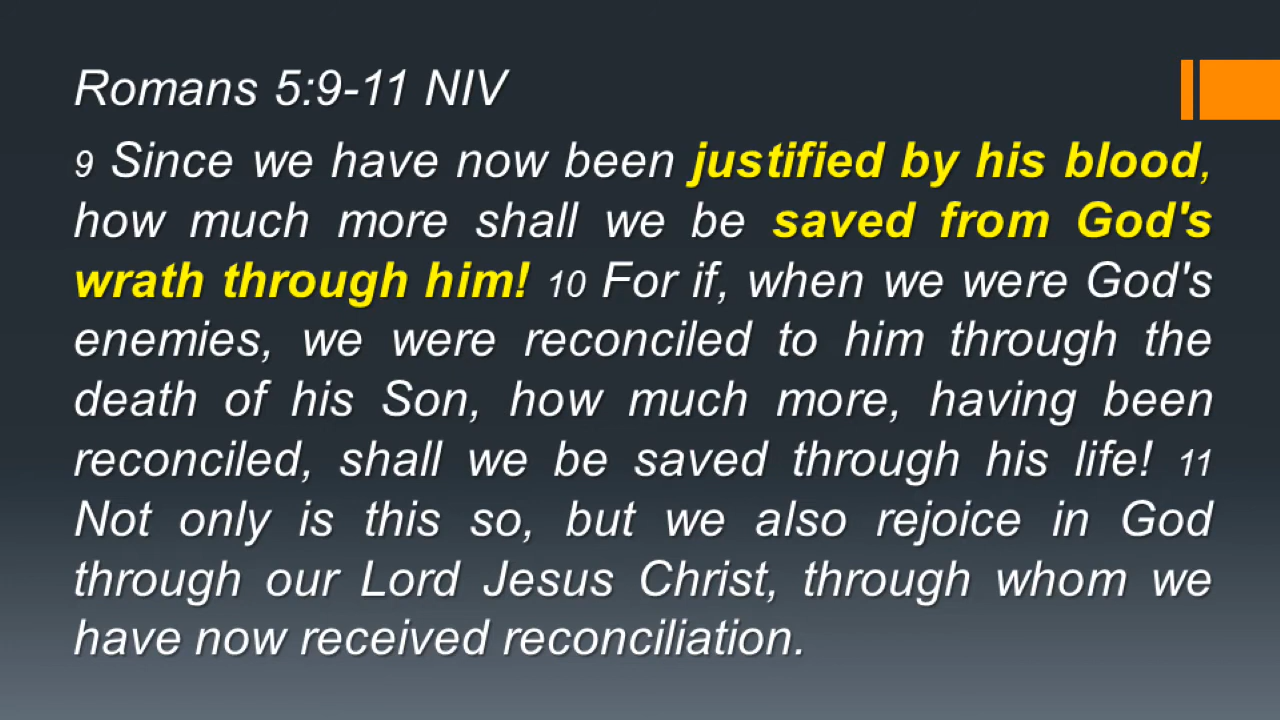 Romans 5:9-11 NIV
9 Since we have now been justified by his blood,
how much more shall we be saved from God's
wrath through him! 10 For if, when we were God's
enemies, we were reconciled to him through the
death of his Son, how much more, having been
reconciled, shall we be saved through his life! 11
Not only is this so, but we also rejoice in God
through our Lord Jesus Christ, through whom we
have now received reconciliation.